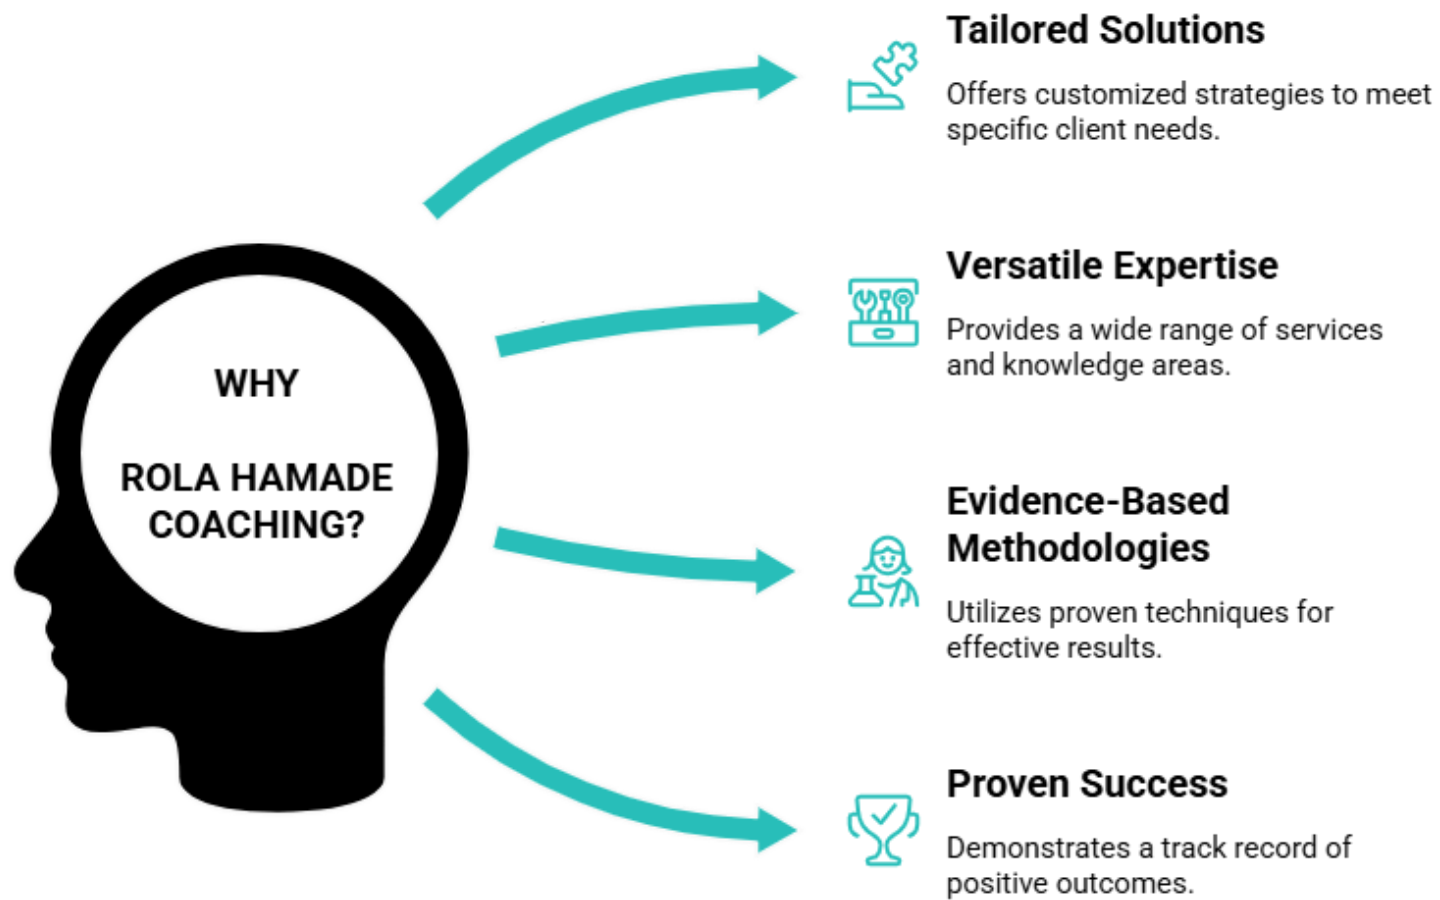 WHY
ROLA HAMADE
COACHING?
Tailored Solutions
Offers customized strategies to meet
specific client needs.
Versatile Expertise
Provides a wide range of services
and knowledge areas.
Evidence-Based
Methodologies
Utilizes proven techniques for
effective results.
Proven Success
Demonstrates a track record of
positive outcomes.